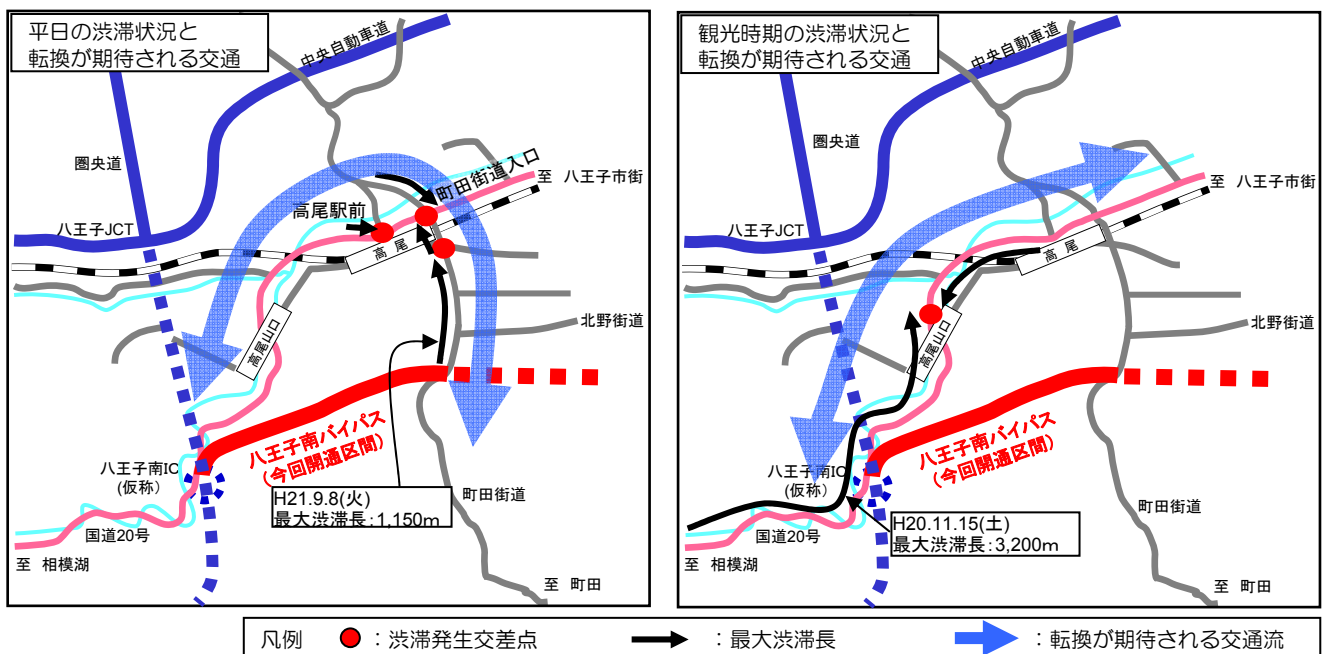 平日の渋滞状況と
転換が期待される交通
中央自動車道
圏央道
町田街道入口
至 八王子市街
高尾駅前
八王子JCT
高尾
北野街道
高尾山口
八王子南バイパス
(今回開通区間)
八王子南IC
(仮称)
H21.9.8(火)
最大渋滞長:1,150m
町田街道
国道20号
至 相模湖
至 町田
観光時期の渋滞状況と
転換が期待される交通
中央自動車道
圏央道
至 八王子市街
八王子JCT
高尾
北野街道
高尾山口
八王子南バイパス
(今回開通区間)
八王子南IC
(仮称)
町田街道
H20.11.15(土)
最大渋滞長:3,200m
国道20号
至 相模湖
至 町田
凡例 :渋滞発生交差点 :最大渋滞長 :転換が期待される交通流